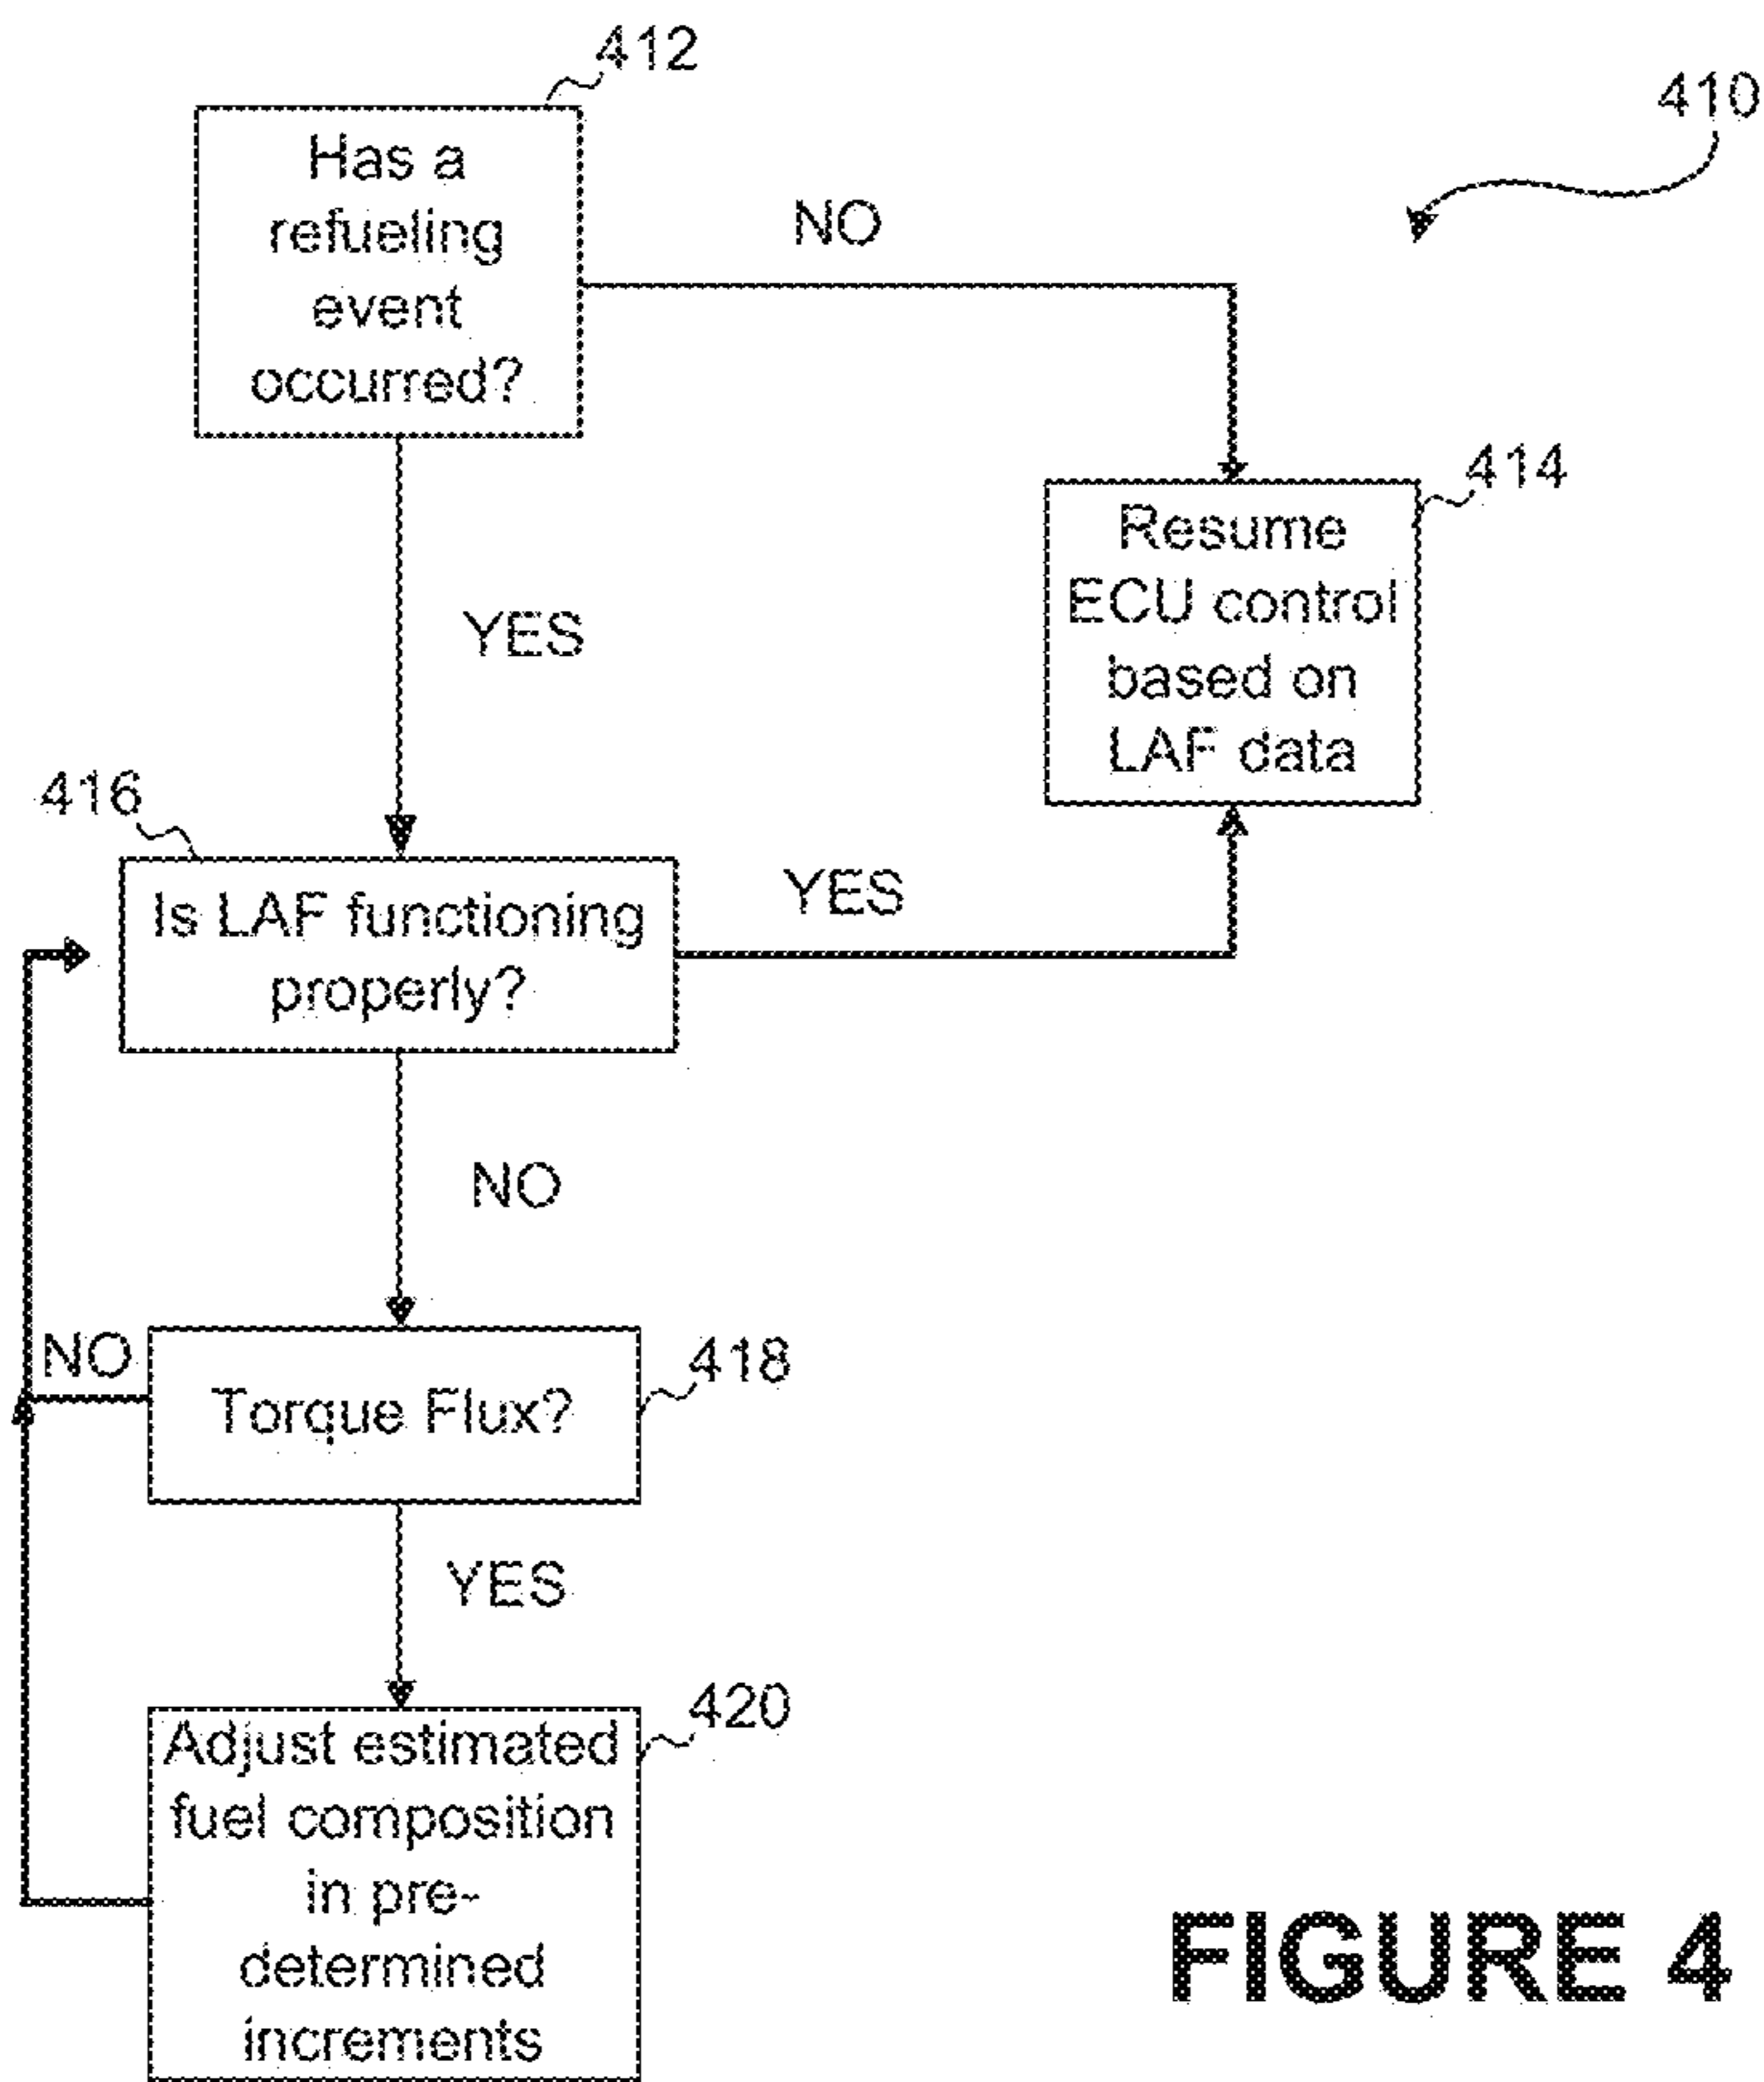 412
410
Has a
refueling
event
occurred?
NO
414
Resume
ECU control
based on
LAF data
YES
416
Is LAF functioning
properly?
YES
NO
NO
418
Torque Flux?
YES
420
Adjust estimated
fuel composition
in pre-
determined
increments
FIGURE 4